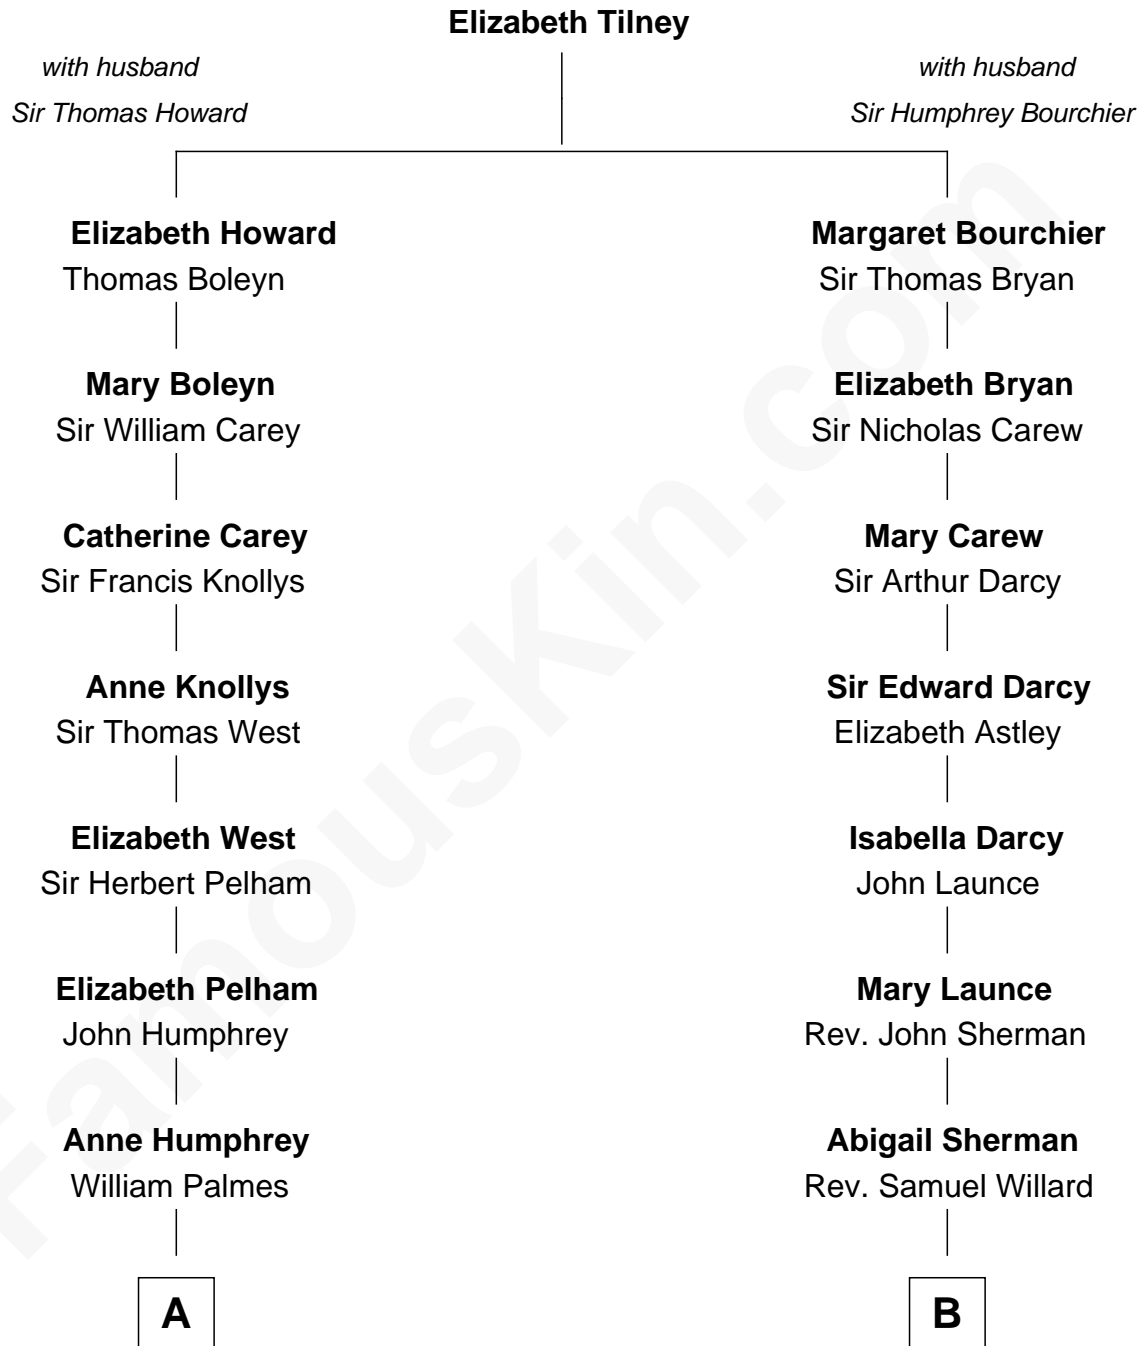 Elizabeth Tilney
with husband
Sir Thomas Howard
with husband
Sir Humphrey Bourchier
Elizabeth Howard
Thomas Boleyn
Margaret Bourchier
Sir Thomas Bryan
Mary Boleyn
Sir William Carey
Elizabeth Bryan
Sir Nicholas Carew
Catherine Carey
Sir Francis Knollys
Mary Carew
Sir Arthur Darcy
Anne Knollys
Sir Thomas West
Sir Edward Darcy
Elizabeth Astley
Elizabeth West
Sir Herbert Pelham
Isabella Darcy
John Launce
Elizabeth Pelham
John Humphrey
Mary Launce
Rev. John Sherman
Anne Humphrey
William Palmes
Abigail Sherman
Rev. Samuel Willard
A
B
FamousKin.com